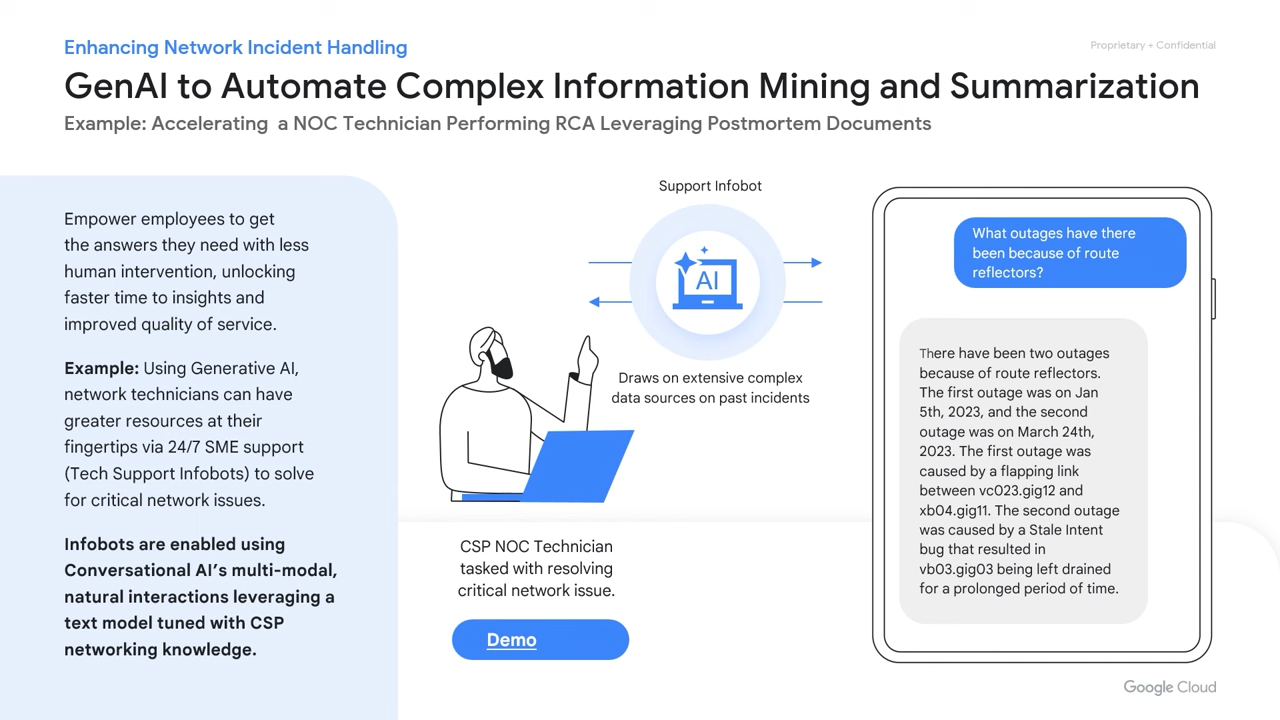 Enhancing Network Incident Handling
Proprietary + Confidential
GenAI to Automate Complex Information Mining and Summarization
Example: Accelerating a NOC Technician Performing RCA Leveraging Postmortem Documents
Empower employees to get
the answers they need with less
human intervention, unlocking
faster time to insights and
improved quality of service.
Example: Using Generative AI,
network technicians can have
greater resources at their
fingertips via 24/7 SME support
(Tech Support Infobots) to solve
for critical network issues.
Infobots are enabled using
Conversational AI's multi-modal,
natural interactions leveraging a
text model tuned with CSP
networking knowledge.
Support Infobot
AI
Draws on extensive complex
data sources on past incidents
CSP NOC Technician
tasked with resolving
critical network issue.
Demo
What outages have there
been because of route
reflectors?
There have been two outages
because of route reflectors.
The first outage was on Jan
5th, 2023, and the second
outage was on March 24th,
2023. The first outage was
caused by a flapping link
between vc023.gig12 and
xb04.gig11. The second outage
was caused by a Stale Intent
bug that resulted in
vb03.gig03 being left drained
for a prolonged period of time.
Google Cloud